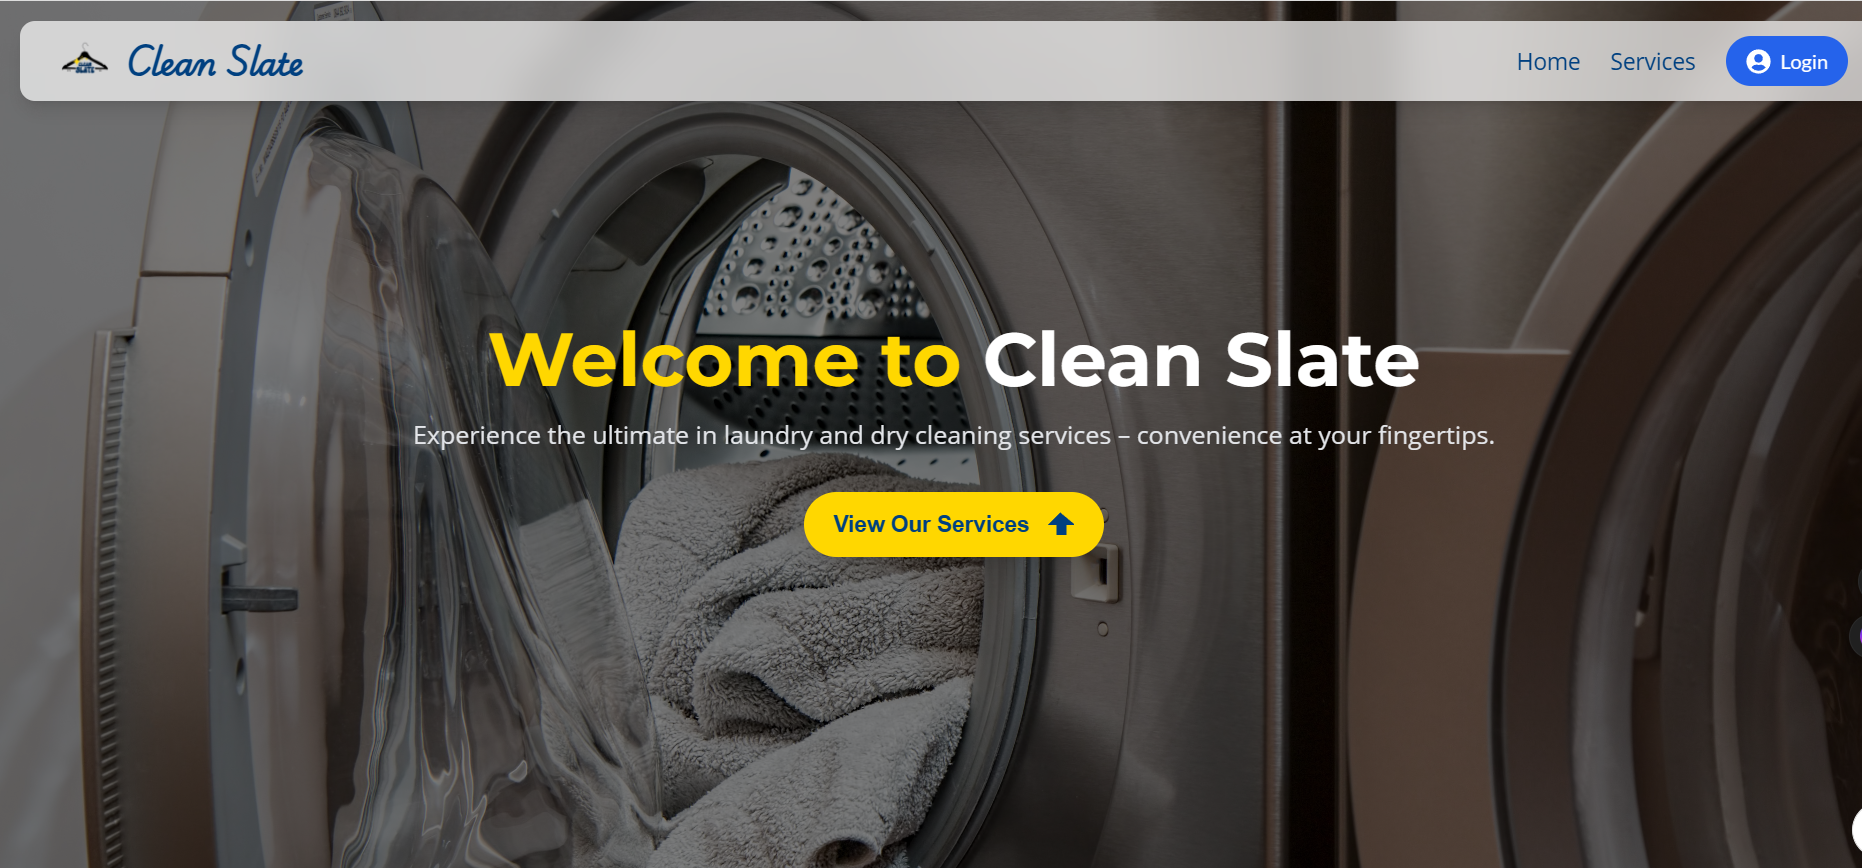 Clean Slate
Home Services Login
Welcome to Clean Slate
Experience the ultimate in laundry and dry cleaning services – convenience at your fingertips.
View Our Services